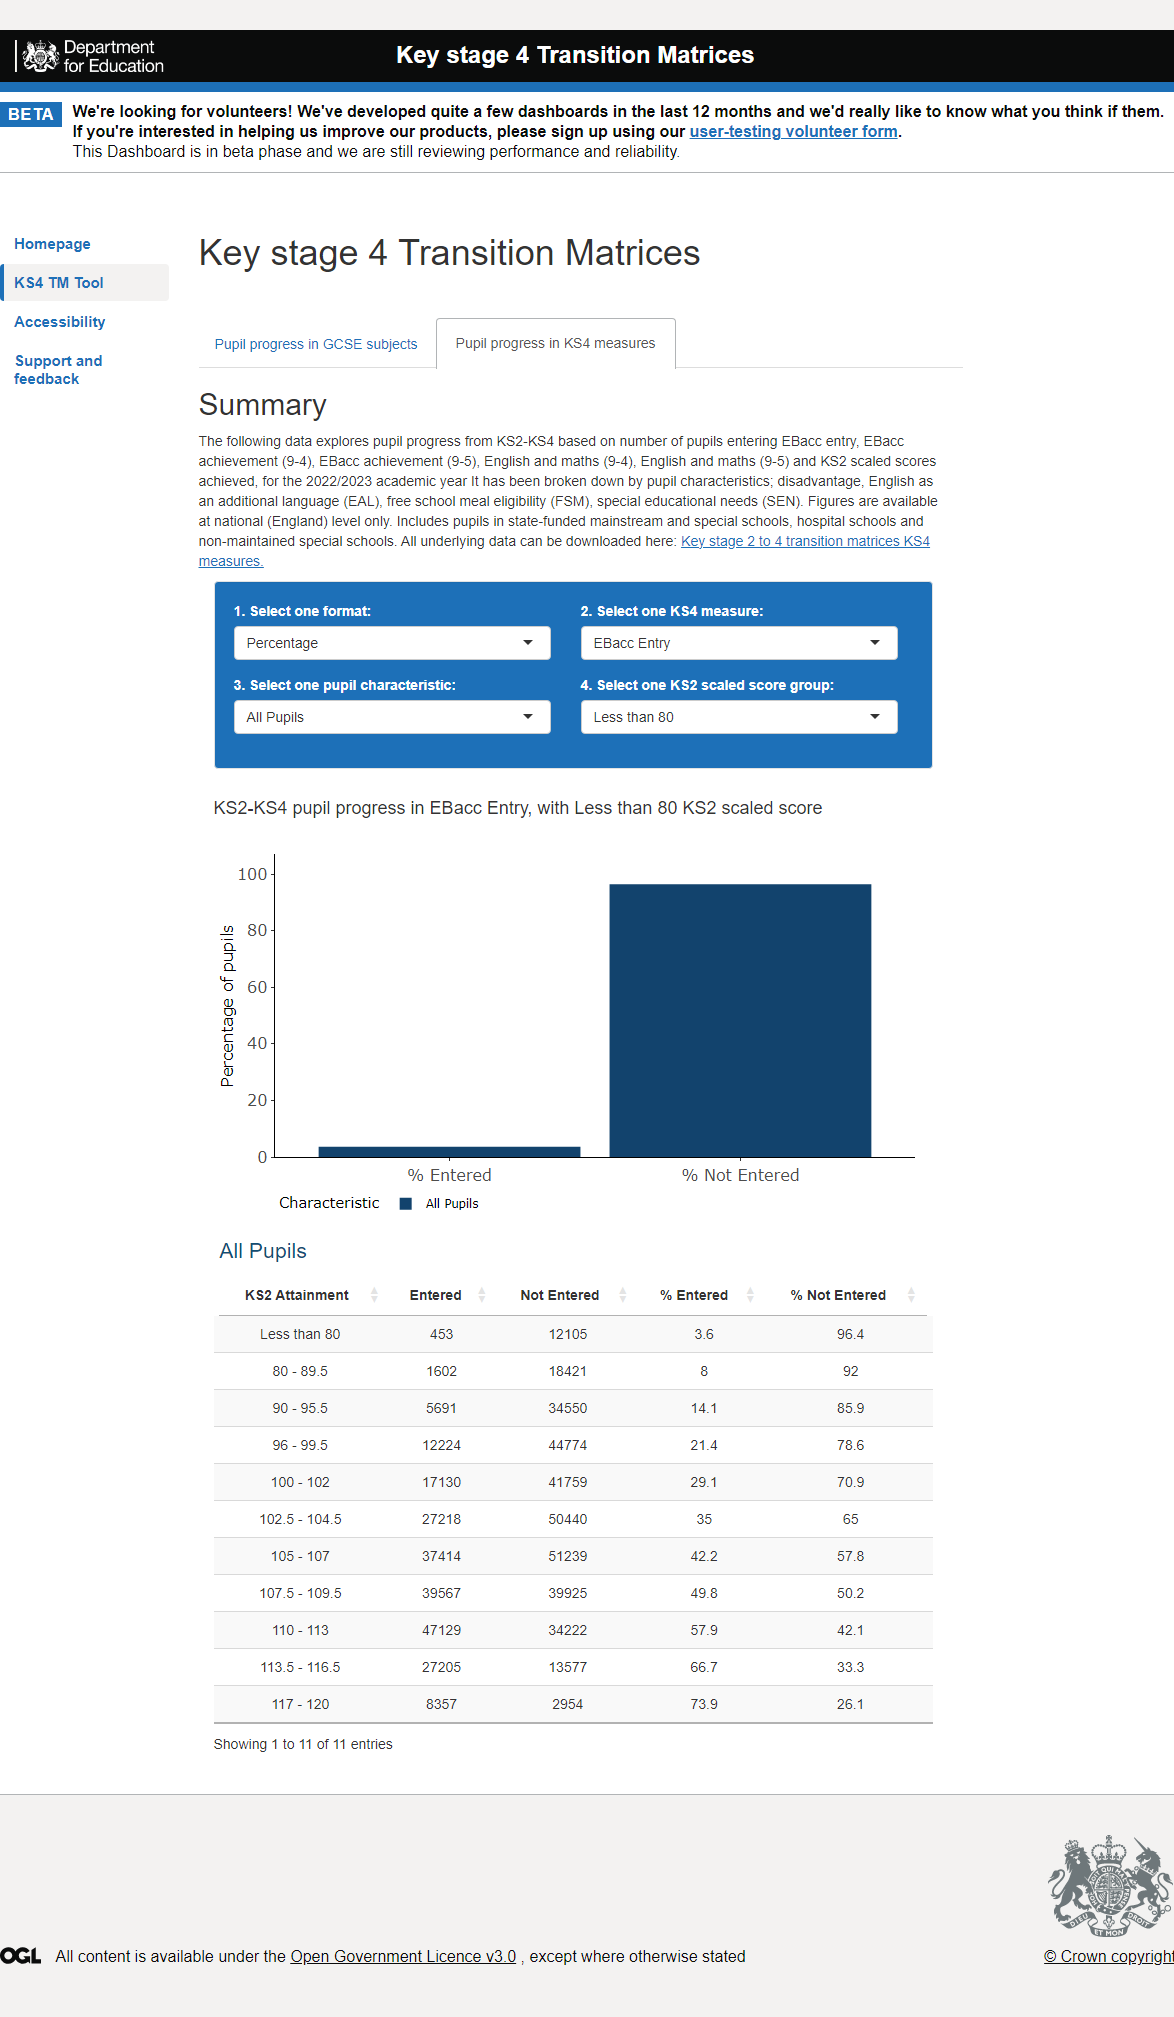 Department
for Education
Key stage 4 Transition Matrices
BETA
We're looking for volunteers! We've developed quite a few dashboards in the last 12 months and we'd really like to know what you think if them.
If you're interested in helping us improve our products, please sign up using our user-testing volunteer form.
This Dashboard is in beta phase and we are still reviewing performance and reliability.
Homepage
KS4 TM Tool
Accessibility
Support and
feedback
Key stage 4 Transition Matrices
Pupil progress in GCSE subjects
Pupil progress in KS4 measures
Summary
The following data explores pupil progress from KS2-KS4 based on number of pupils entering EBacc entry, EBacc
achievement (9-4), EBacc achievement (9-5), English and maths (9-4), English and maths (9-5) and KS2 scaled scores
achieved, for the 2022/2023 academic year It has been broken down by pupil characteristics; disadvantage, English as
an additional language (EAL), free school meal eligibility (FSM), special educational needs (SEN). Figures are available
at national (England) level only. Includes pupils in state-funded mainstream and special schools, hospital schools and
non-maintained special schools. All underlying data can be downloaded here: Key stage 2 to 4 transition matrices KS4
measures.
1. Select one format:
Percentage
2. Select one KS4 measure:
EBacc Entry
3. Select one pupil characteristic:
All Pupils
4. Select one KS2 scaled score group:
Less than 80
KS2-KS4 pupil progress in EBacc Entry, with Less than 80 KS2 scaled score
Percentage of pupils
100
80
60
40
20
0
% Entered
% Not Entered
Characteristic
All Pupils
All Pupils
KS2 Attainment Entered Not Entered % Entered % Not Entered
Less than 80 453 12105 3.6 96.4
80 - 89.5 1602 18421 8 92
90 - 95.5 5691 34550 14.1 85.9
96 - 99.5 12224 44774 21.4 78.6
100 - 102 17130 41759 29.1 70.9
102.5 - 104.5 27218 50440 35 65
105 - 107 37414 51239 42.2 57.8
107.5 - 109.5 39567 39925 49.8 50.2
110 - 113 47129 34222 57.9 42.1
113.5 - 116.5 27205 13577 66.7 33.3
117 - 120 8357 2954 73.9 26.1
Showing 1 to 11 of 11 entries
OGL
All content is available under the Open Government Licence v3.0 , except where otherwise stated
DIEU ET MON DROIT
© Crown copyright